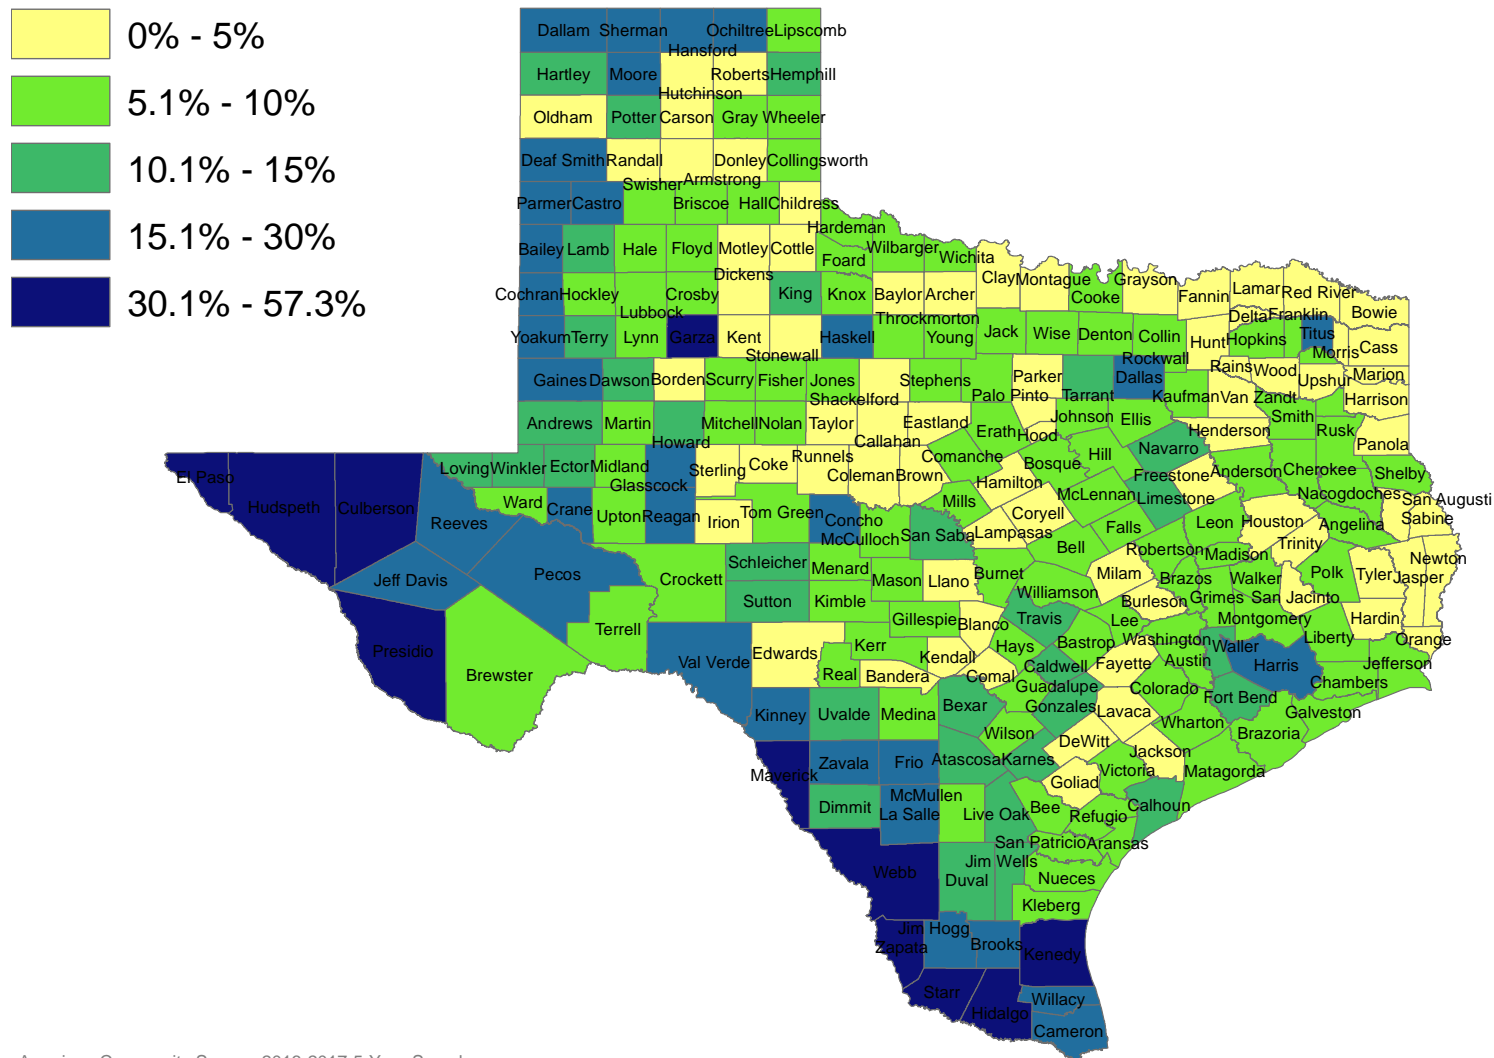 0% - 5%
5.1% - 10%
10.1% - 15%
15.1% - 30%
30.1% - 57.3%
Dallam Sherman Ochiltree Lipscomb
Hansford
Hartley Moore Roberts Hemphill
Hutchinson
Oldham Potter Carson Gray Wheeler
Deaf Smith Randall Donley Collingsworth
Swisher Armstrong
Parmer Castro Briscoe Hall Childress
Hardeman
Bailey Lamb Hale Floyd Motley Cottle Foard Wilbarger Wichita
Dickens Clay Montague Cooke Grayson Fannin Lamar Red River
Cochran Hockley Crosby King Knox Baylor Archer Bowie
Lubbock Throckmorton Delta Franklin
Yoakum Terry Lynn Garza Kent Haskell Young Jack Wise Denton Collin Hunt Hopkins Titus Cass
Stonewall Rockwall Morris
Gaines Dawson Borden Scurry Fisher Jones Stephens Parker Dallas Rains Wood Upshur Marion
Shackelford Palo Pinto Tarrant Kaufman Van Zandt Harrison
Andrews Martin Mitchell Nolan Taylor Eastland Erath Hood Johnson Ellis Henderson Smith Rusk Panola
Howard Callahan Navarro
Loving Winkler Ector Midland Sterling Coke Runnels Coleman Brown Comanche Bosque Hill Freestone Anderson Cherokee Shelby
Glasscock Hamilton McLennan Limestone Nacogdoches San Augusti
El Paso Hudspeth Culberson Reeves Ward Crane Upton Reagan Irion Tom Green Concho Mills Coryell Falls Leon Houston Angelina Sabine
McCulloch San Saba Lampasas Bell Robertson Madison Trinity Newton
Jeff Davis Pecos Crockett Schleicher Menard Mason Llano Burnet Williamson Milam Brazos Walker Polk Tyler Jasper
Sutton Kimble Burleson Grimes San Jacinto
Presidio Brewster Terrell Gillespie Blanco Travis Lee Washington Montgomery Hardin
Val Verde Edwards Kerr Kendall Hays Bastrop Austin Waller Harris Liberty Orange
Real Bandera Comal Caldwell Fayette Chambers Jefferson
Kinney Uvalde Medina Bexar Guadalupe Gonzales Colorado Fort Bend
Lavaca Wharton Galveston
Wilson Brazoria
Maverick Zavala Frio Atascosa Karnes DeWitt Jackson
Goliad Victoria Matagorda
Dimmit McMullen
La Salle Live Oak Bee Refugio Calhoun
San Patricio Aransas
Webb Duval Jim Wells Nueces
Kleberg
Zapata Jim Hogg Brooks Kenedy
Starr Hidalgo Willacy
Cameron